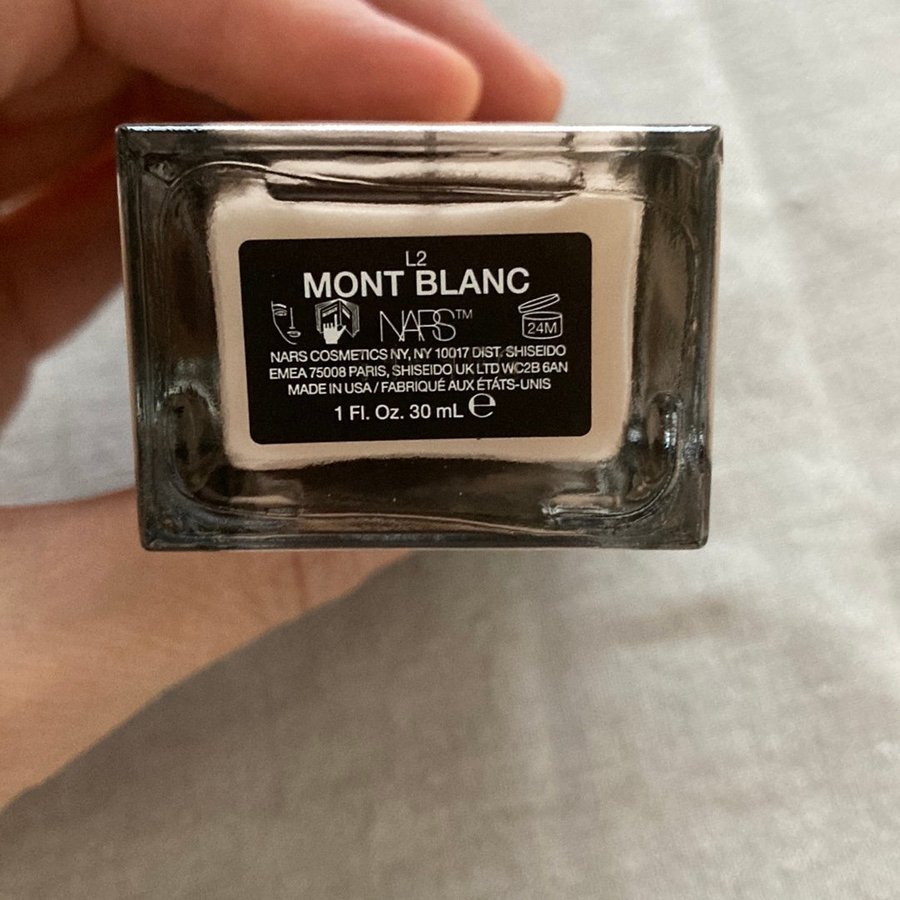 L2
MONT BLANC
NARS™
24M
NARS COSMETICS NY, NY 10017 DIST. SHISEIDO
EMEA 75008 PARIS, SHISEIDO UK LTD WC2B 6AN
MADE IN USA / FABRIQUÉ AUX ÉTÁTS-UNIS
1 Fl. Oz. 30 mL ℮